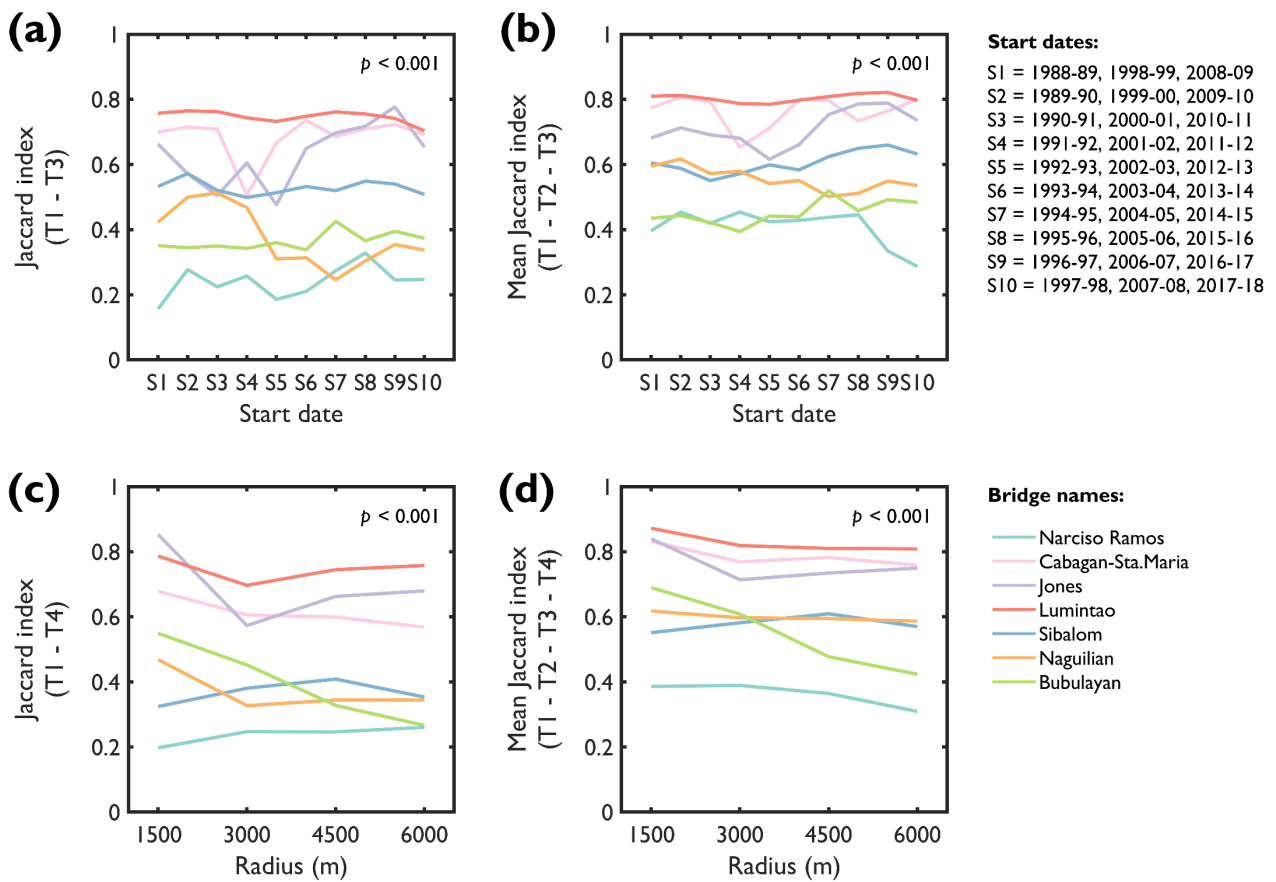 (a)
1
0.8
0.6
0.4
0.2
0
Jaccard index
(T1 - T3)
p < 0.001
S1 S2 S3 S4 S5 S6 S7 S8 S9 S10
Start date
(b)
1
0.8
0.6
0.4
0.2
0
Mean Jaccard index
(T1 - T2 - T3)
p < 0.001
S1 S2 S3 S4 S5 S6 S7 S8 S9 S10
Start date
Start dates:
S1 = 1988-89, 1998-99, 2008-09
S2 = 1989-90, 1999-00, 2009-10
S3 = 1990-91, 2000-01, 2010-11
S4 = 1991-92, 2001-02, 2011-12
S5 = 1992-93, 2002-03, 2012-13
S6 = 1993-94, 2003-04, 2013-14
S7 = 1994-95, 2004-05, 2014-15
S8 = 1995-96, 2005-06, 2015-16
S9 = 1996-97, 2006-07, 2016-17
S10 = 1997-98, 2007-08, 2017-18
(c)
1
0.8
0.6
0.4
0.2
0
Jaccard index
(T1 - T4)
p < 0.001
1500 3000 4500 6000
Radius (m)
(d)
1
0.8
0.6
0.4
0.2
0
Mean Jaccard index
(T1 - T2 - T3 - T4)
p < 0.001
1500 3000 4500 6000
Radius (m)
Bridge names:
Narciso Ramos
Cabagan-Sta.Maria
Jones
Lumintao
Sibalom
Naguilian
Bubulayan